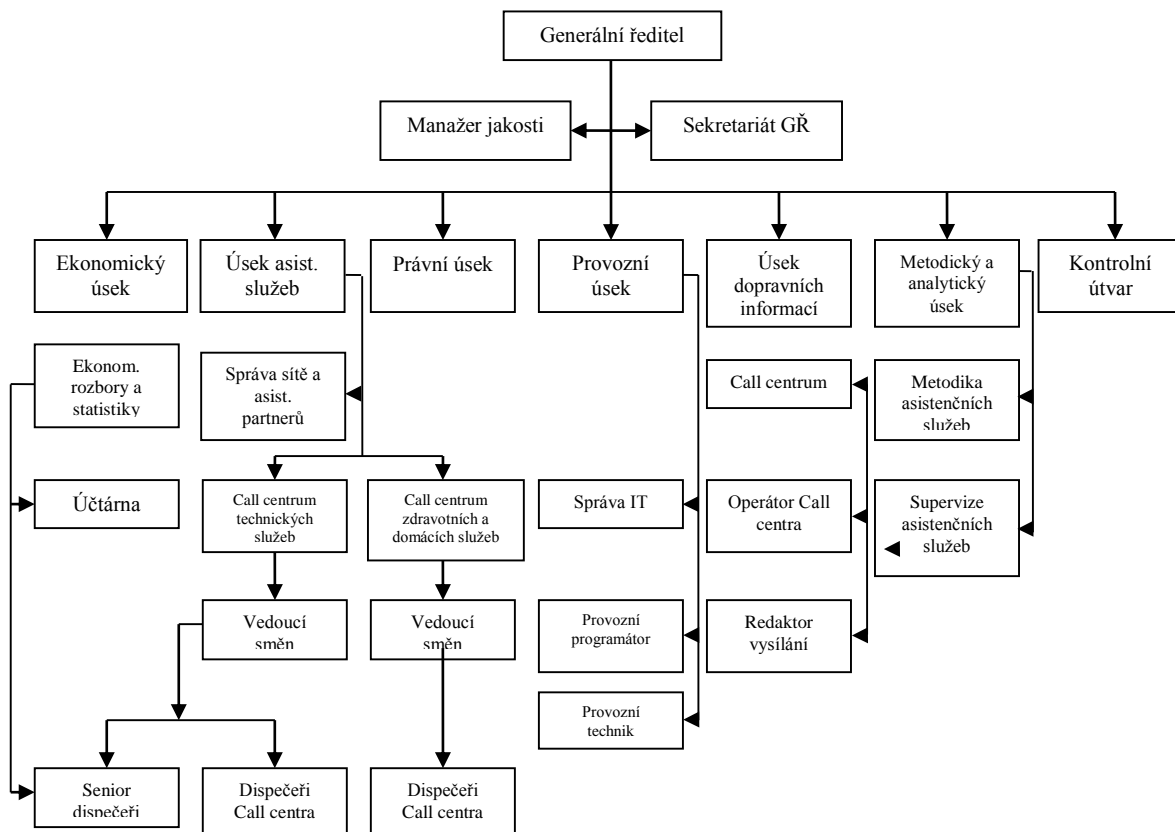 Generální ředitel
Manažer jakosti
Sekretariát GŘ
Ekonomický
úsek
Úsek asist.
služeb
Právní úsek
Provozní
úsek
Úsek
dopravních
informací
Metodický a
analytický
úsek
Kontrolní
útvar
Ekonom.
rozbory a
statistiky
Správa sítě a
asist.
partnerů
Call centrum
Metodika
asistenčních
služeb
Účtárna
Call centrum
technických
služeb
Call centrum
zdravotních a
domácích služeb
Správa IT
Operátor Call
centra
Supervize
asistenčních
služeb
Vedoucí
směn
Vedoucí
směn
Provozní
programátor
Redaktor
vysílání
Provozní
technik
Senior
dispečeři
Dispečeři
Call centra
Dispečeři
Call centra